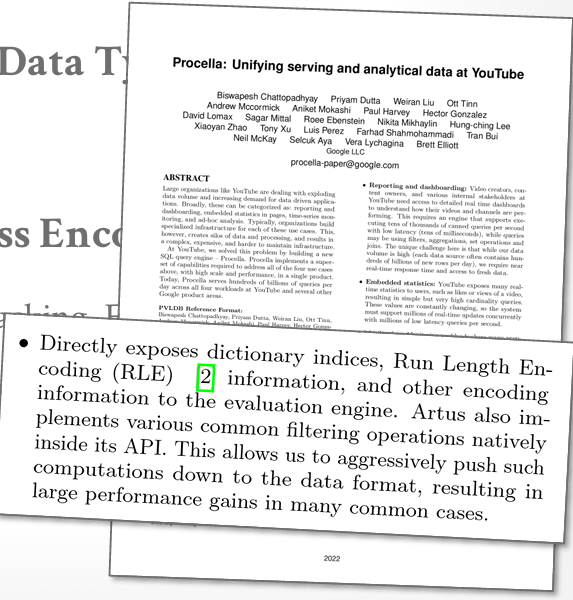 Data Ty
ss Enco
Procella: Unifying serving and analytical data at YouTube
Biswapesh Chattopadhyay Priyam Dutta Weiran Liu Ott Tinn
Andrew Mccormick Aniket Mokashi Paul Harvey Hector Gonzalez
David Lomax Sagar Mittal Roee Ebenstein Nikita Mikhaylin Hung-ching Lee
Xiaoyan Zhao Tony Xu Luis Perez Farhad Shahmohammadi Tran Bui
Neil McKay Selcuk Aya Vera Lychagina Brett Elliott
Google LLC
procella-paper@google.com
ABSTRACT
Large organizations like YouTube are dealing with exploding
data volume and increasing demand for data driven applica-
tions. Broadly, these can be categorized as: reporting and
dashboarding, embedded statistics in pages, time-series mon-
itoring, and ad-hoc analysis. Typically, organizations build
specialized infrastructure for each of these use cases. This,
however, creates silos of data and processing, and results in
a complex, expensive, and harder to maintain infrastructure.
At YouTube, we solved this problem by building a new
SQL query engine – Procella. Procella implements a super-
set of capabilities required to address all of the four use cases
above, with high scale and performance, in a single product.
Today, Procella serves hundreds of billions of queries per
day across all four workloads at YouTube and several other
Google product areas.
PVLDB Reference Format:
Biswapesh Chattopadhyay, Priyam Dutta, Weiran Liu, Ott Tinn,
• Reporting and dashboarding: Video creators, con-
tent owners, and various internal stakeholders at
YouTube need access to detailed real time dashboards
to understand how their videos and channels are per-
forming. This requires an engine that supports exe-
cuting tens of thousands of canned queries per second
with low latency (tens of milliseconds), while queries
may be using filters, aggregations, set operations and
joins. The unique challenge here is that while our data
volume is high (each data source often contains hun-
dreds of billions of new rows per day), we require near
real-time response time and access to fresh data.
• Embedded statistics: YouTube exposes many real-
time statistics to users, such as likes or views of a video,
resulting in simple but very high cardinality queries.
These values are constantly changing, so the system
must support millions of real-time updates concurrently
with millions of low latency queries per second.
• Directly exposes dictionary indices, Run Length En-
coding (RLE) 2 information, and other encoding
information to the evaluation engine. Artus also im-
plements various common filtering operations natively
inside its API. This allows us to aggressively push such
computations down to the data format, resulting in
large performance gains in many common cases.
2022